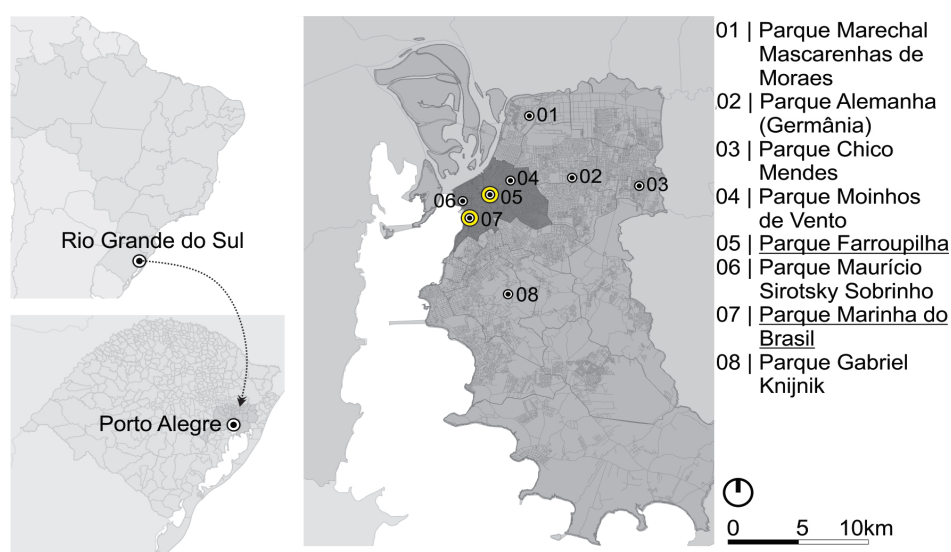 Rio Grande do Sul
Porto Alegre
01
02
03
04
05
06
07
08
01 | Parque Marechal
Mascarenhas de
Moraes
02 | Parque Alemanha
(Germânia)
03 | Parque Chico
Mendes
04 | Parque Moinhos
de Vento
05 | Parque Farroupilha
06 | Parque Maurício
Sirotsky Sobrinho
07 | Parque Marinha do
Brasil
08 | Parque Gabriel
Knijnik
0 5 10km